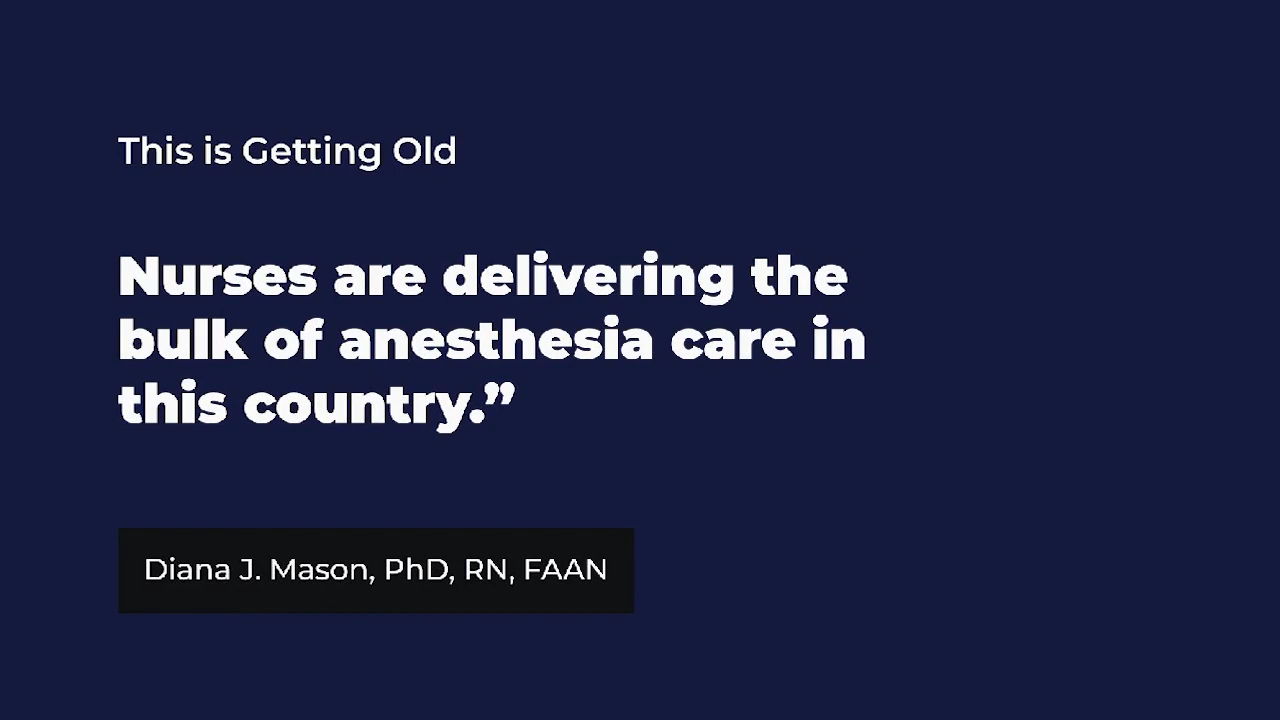 This is Getting Old
Nurses are delivering the
bulk of anesthesia care in
this country.”
Diana J. Mason, PhD, RN, FAAN